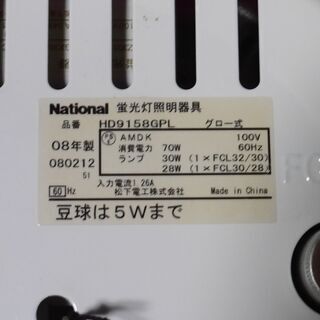 National 蛍光灯照明器具
品番 HD9158GPL グロー式
08年製 PSE AMDK 100V
080212 消費電力 70W 60Hz
51 ランプ 30W (1×FCL32/30)
28W (1×FCL30/28)
60 Hz 入力電流1.26A
松下電工株式会社 Made in China
豆球は5Wまで